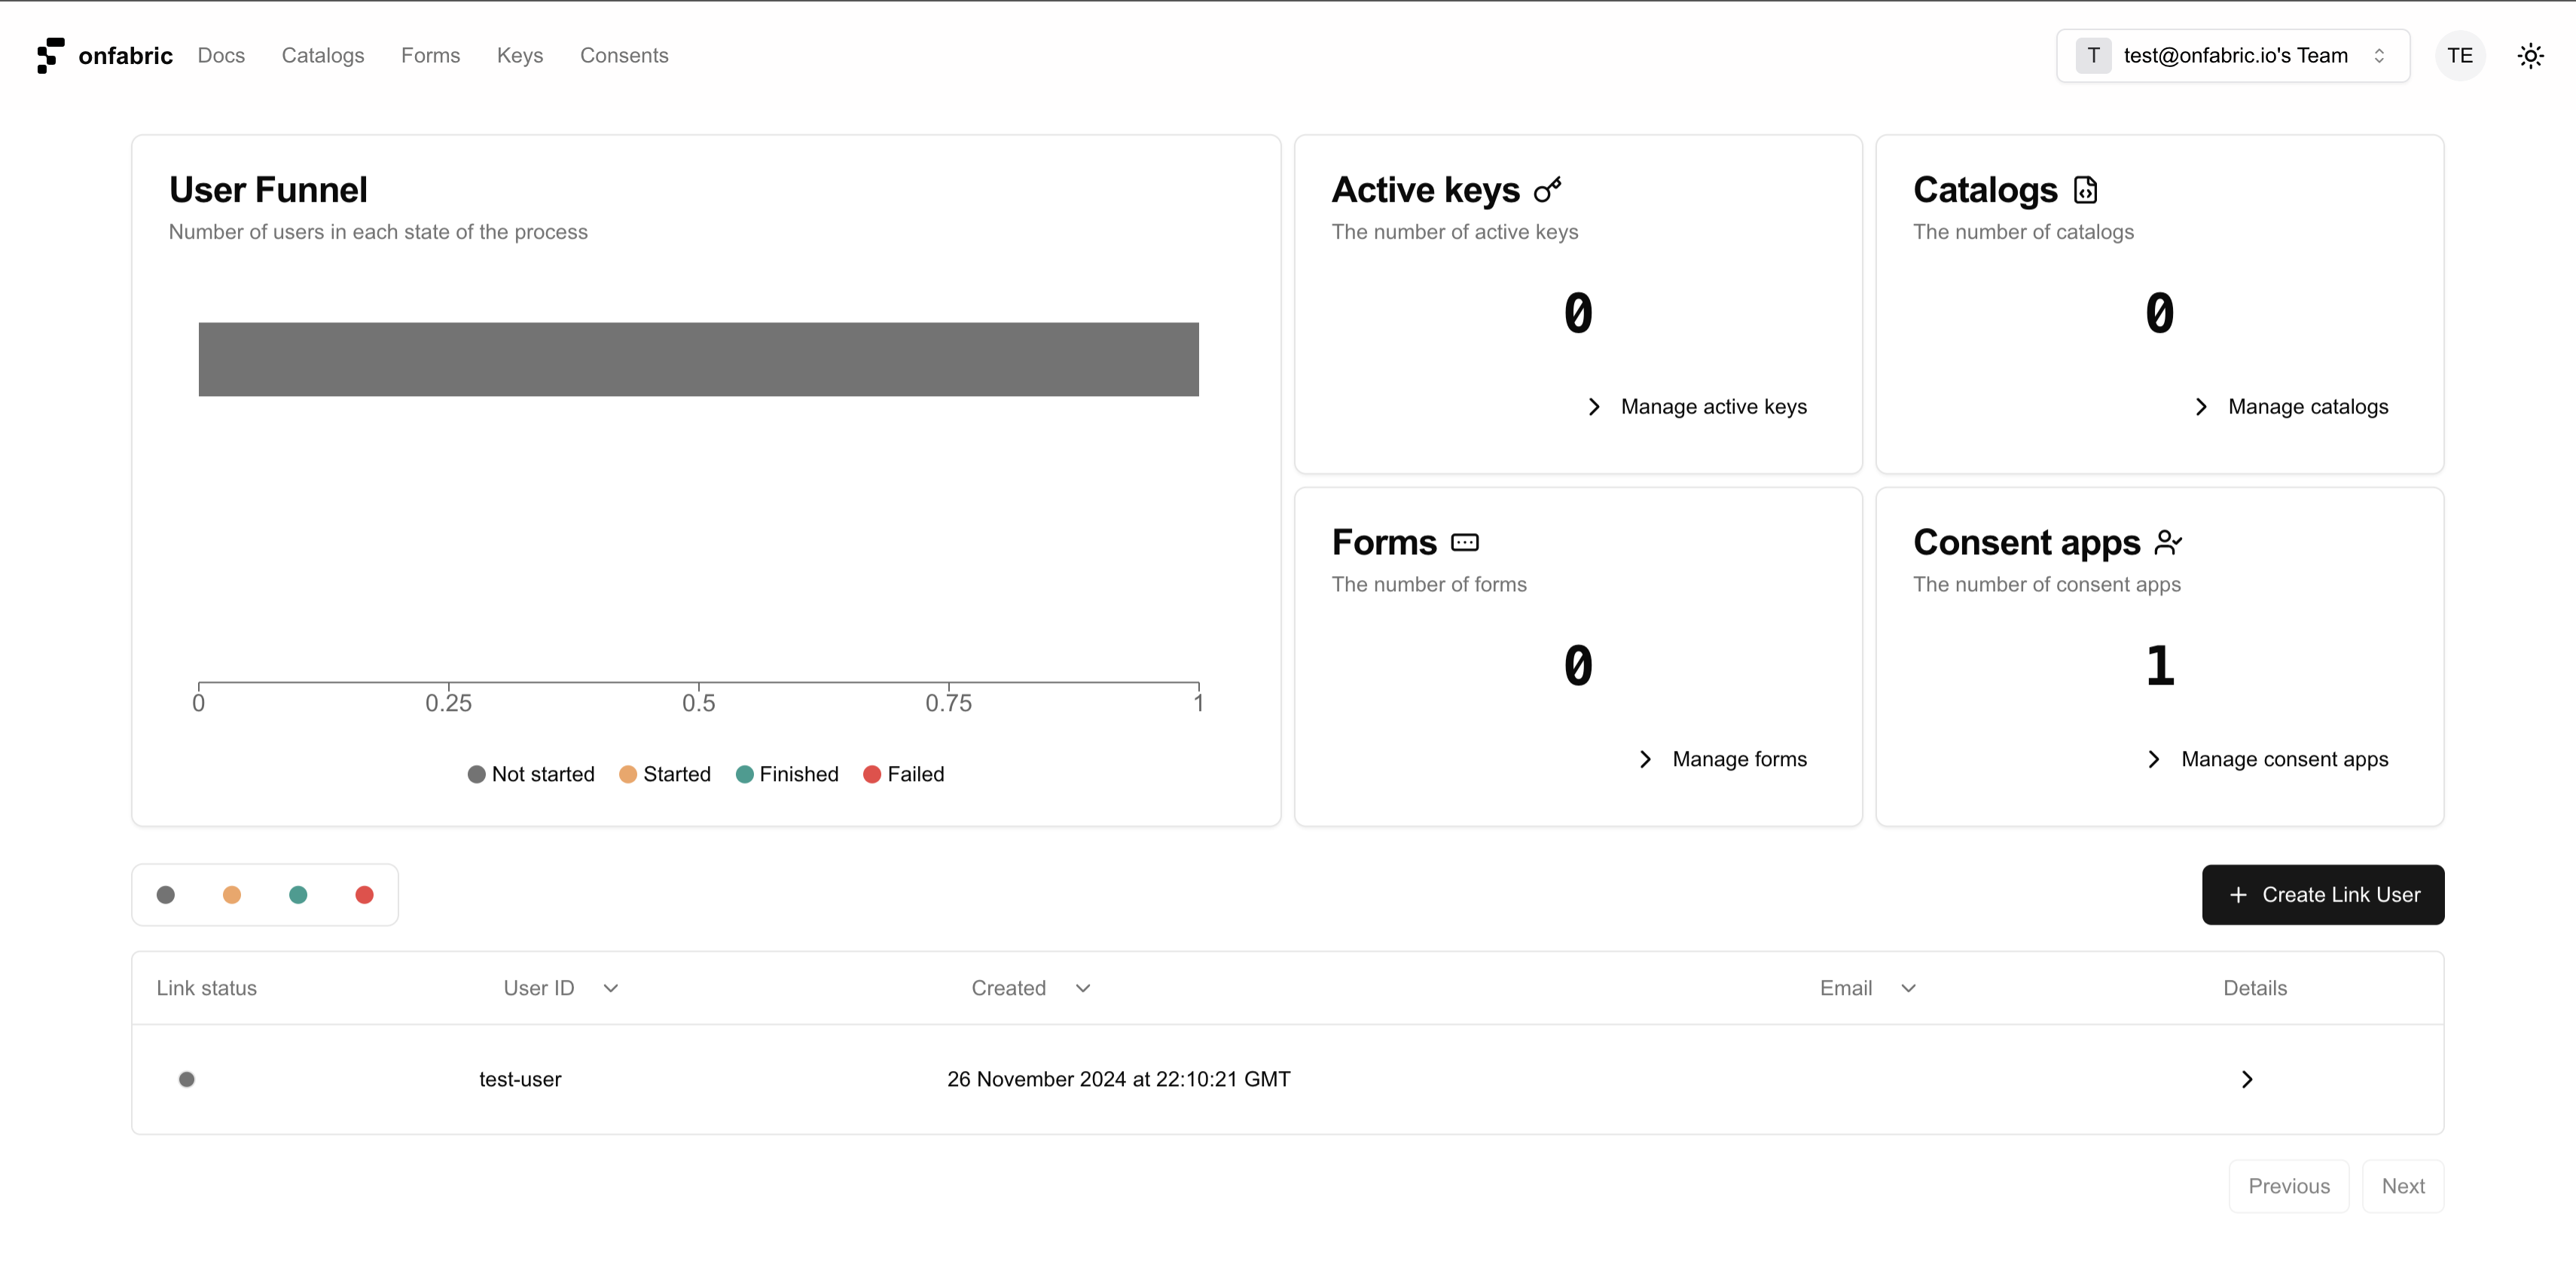 onfabric Docs Catalogs Forms Keys Consents T test@onfabric.io's Team TE
User Funnel
Number of users in each state of the process
0 0.25 0.5 0.75 1
Not started Started Finished Failed
Active keys
The number of active keys
0
Manage active keys
Catalogs
The number of catalogs
0
Manage catalogs
Forms
The number of forms
0
Manage forms
Consent apps
The number of consent apps
1
Manage consent apps
+ Create Link User
Link status User ID Created Email Details
test-user 26 November 2024 at 22:10:21 GMT
Previous Next